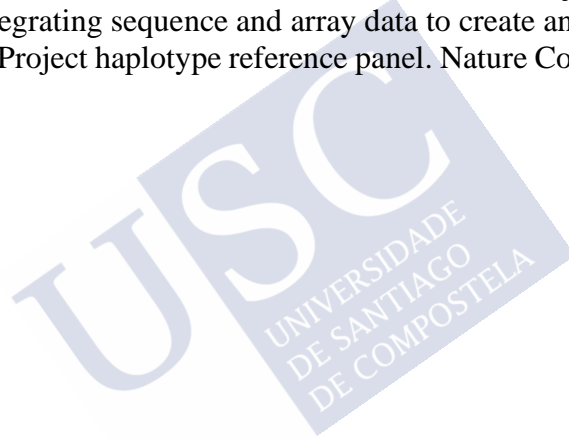 egrating sequence and array data to create an
Project haplotype reference panel. Nature Co
USC
UNIVERSIDADE
DE SANTIAGO
DE COMPOSTELA